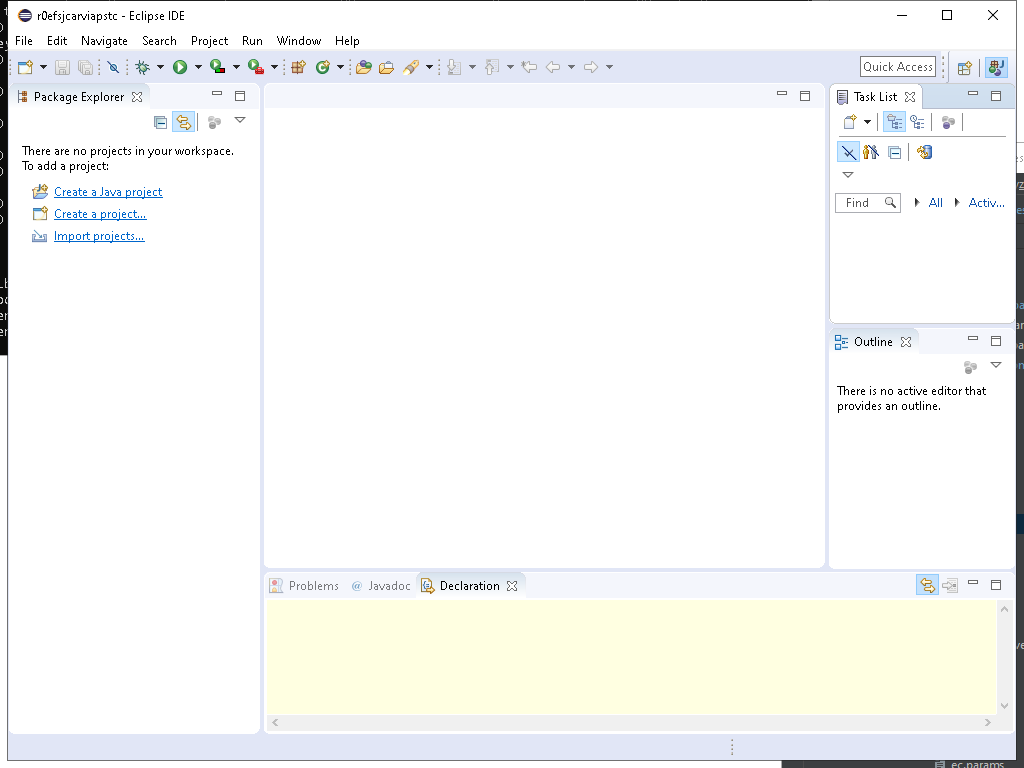 r0efsjcarviapstc - Eclipse IDE
File Edit Navigate Search Project Run Window Help
Quick Access
Package Explorer
There are no projects in your workspace.
To add a project:
Create a Java project
Create a project...
Import projects...
Task List
Find All Activ...
Outline
There is no active editor that
provides an outline.
Problems @ Javadoc Declaration
ec.params